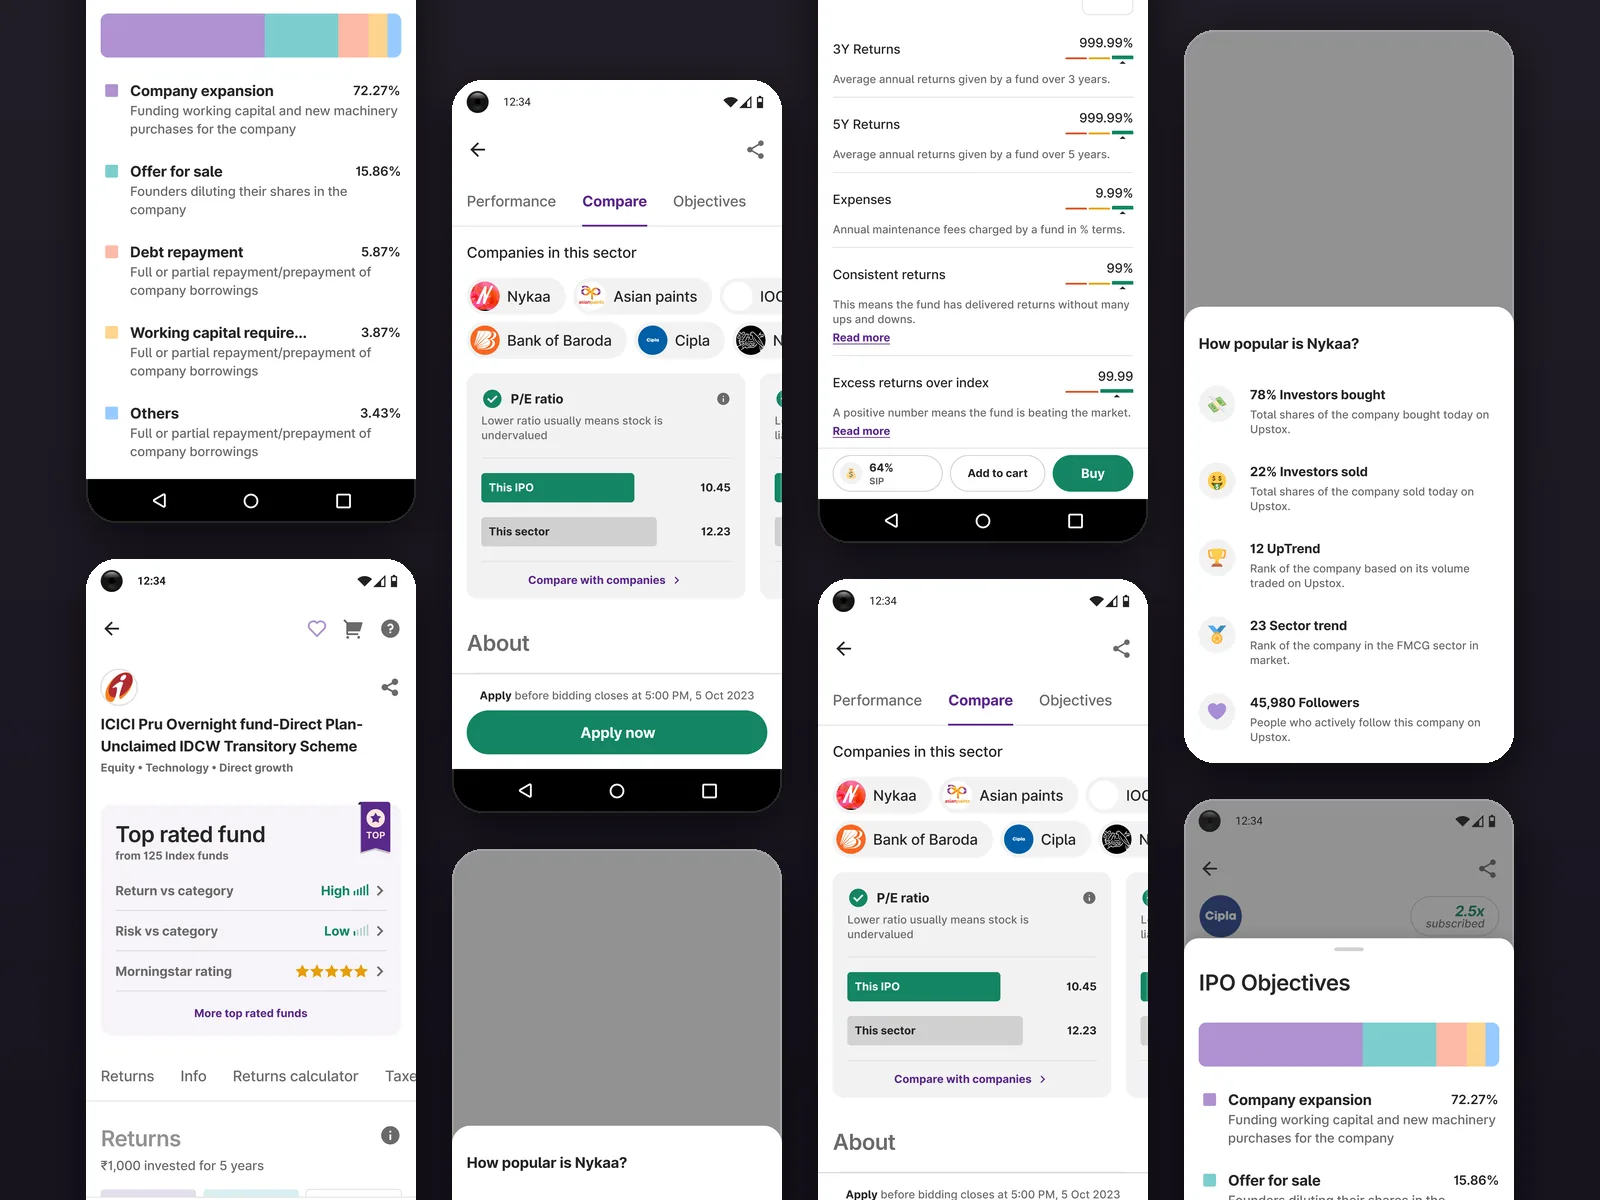 Company expansion 72.27%
Funding working capital and new machinery
purchases for the company
Offer for sale 15.86%
Founders diluting their shares in the
company
Debt repayment 5.87%
Full or partial repayment/prepayment of
company borrowings
Working capital require... 3.87%
Full or partial repayment/prepayment of
company borrowings
Others 3.43%
Full or partial repayment/prepayment of
company borrowings
12:34
ICICI Pru Overnight fund-Direct Plan-
Unclaimed IDCW Transitory Scheme
Equity • Technology • Direct growth
TOP
Top rated fund
from 125 Index funds
Return vs category High
Risk vs category Low
Morningstar rating
More top rated funds
Returns Info Returns calculator Taxe
Returns
₹1,000 invested for 5 years
12:34
Performance Compare Objectives
Companies in this sector
Nykaa asianpaints Asian paints IOC
Bank of Baroda Cipla Cipla N
P/E ratio
Lower ratio usually means stock is
undervalued
This IPO 10.45
This sector 12.23
Compare with companies
About
Apply before bidding closes at 5:00 PM, 5 Oct 2023
Apply now
How popular is Nykaa?
3Y Returns 999.99%
Average annual returns given by a fund over 3 years.
5Y Returns 999.99%
Average annual returns given by a fund over 5 years.
Expenses 9.99%
Annual maintenance fees charged by a fund in % terms.
Consistent returns 99%
This means the fund has delivered returns without many
ups and downs.
Read more
Excess returns over index 99.99
A positive number means the fund is beating the market.
Read more
64%
SIP
Add to cart
Buy
12:34
Performance Compare Objectives
Companies in this sector
Nykaa asianpaints Asian paints IOC
Bank of Baroda Cipla Cipla N
P/E ratio
Lower ratio usually means stock is
undervalued
This IPO 10.45
This sector 12.23
Compare with companies
About
Apply before bidding closes at 5:00 PM, 5 Oct 2023
How popular is Nykaa?
78% Investors bought
Total shares of the company bought today on
Upstox.
22% Investors sold
Total shares of the company sold today on
Upstox.
12 UpTrend
Rank of the company based on its volume
traded on Upstox.
23 Sector trend
Rank of the company in the FMCG sector in
market.
45,980 Followers
People who actively follow this company on
Upstox.
12:34
Cipla
2.5x
subscribed
IPO Objectives
Company expansion 72.27%
Funding working capital and new machinery
purchases for the company
Offer for sale 15.86%
Founders diluting their shares in the